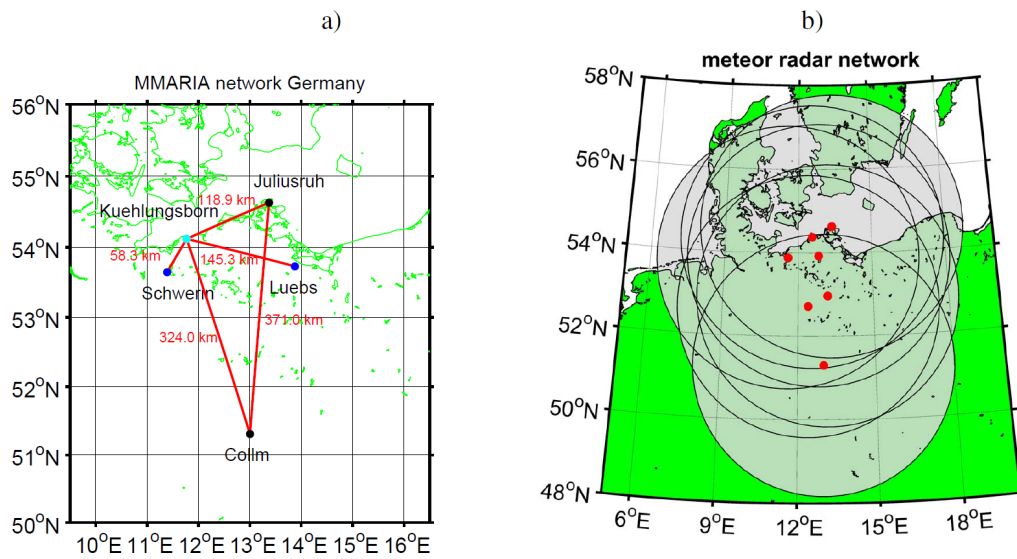 a)
MMARIA network Germany
56°N
55°N
54°N
53°N
52°N
51°N
50°N
10°E 11°E 12°E 13°E 14°E 15°E 16°E
Juliusruh
118.9 km
Kuehlungsborn
58.3 km
145.3 km
Schwerin
Luebs
324.0 km
371.0 km
Collm
b)
meteor radar network
58°N
56°N
54°N
52°N
50°N
48°N
6°E 9°E 12°E 15°E 18°E